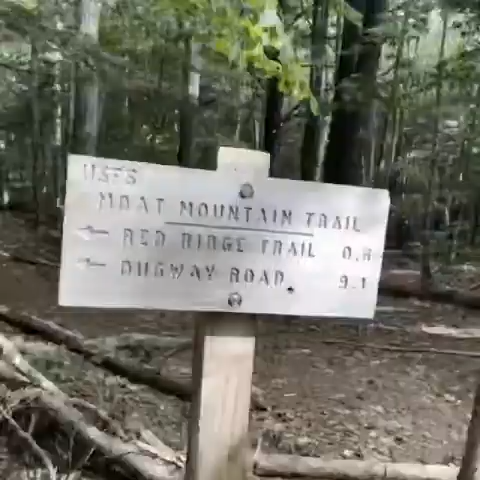 USFS
MOAT MOUNTAIN TRAIL
← RED RIDGE TRAIL 0.8
← DUGWAY ROAD 9.1